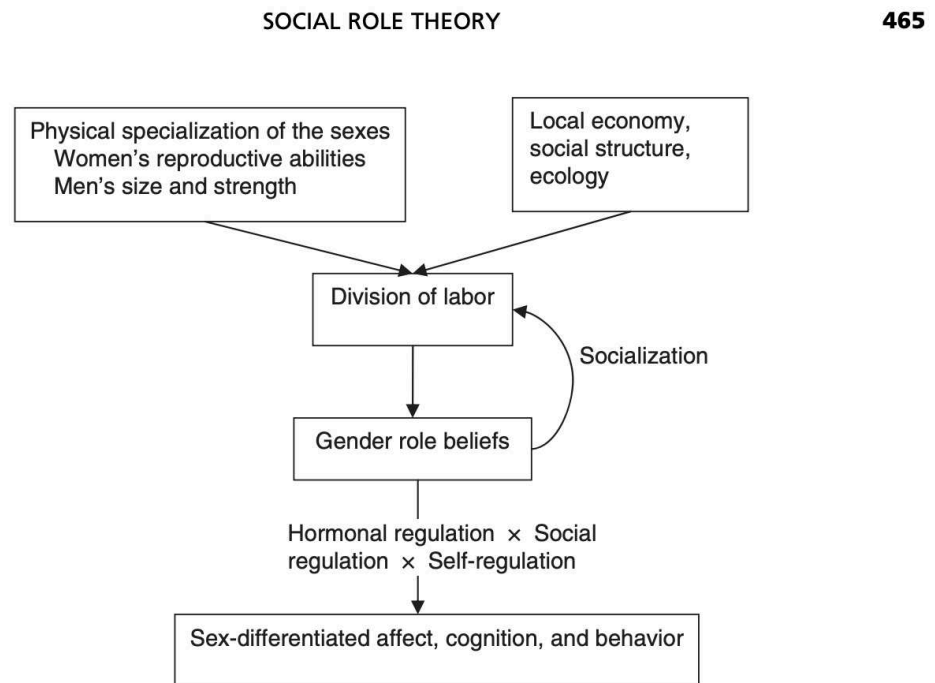 SOCIAL ROLE THEORY
465
Physical specialization of the sexes
Women's reproductive abilities
Men's size and strength
Local economy,
social structure,
ecology
Division of labor
Socialization
Gender role beliefs
Hormonal regulation × Social
regulation × Self-regulation
Sex-differentiated affect, cognition, and behavior